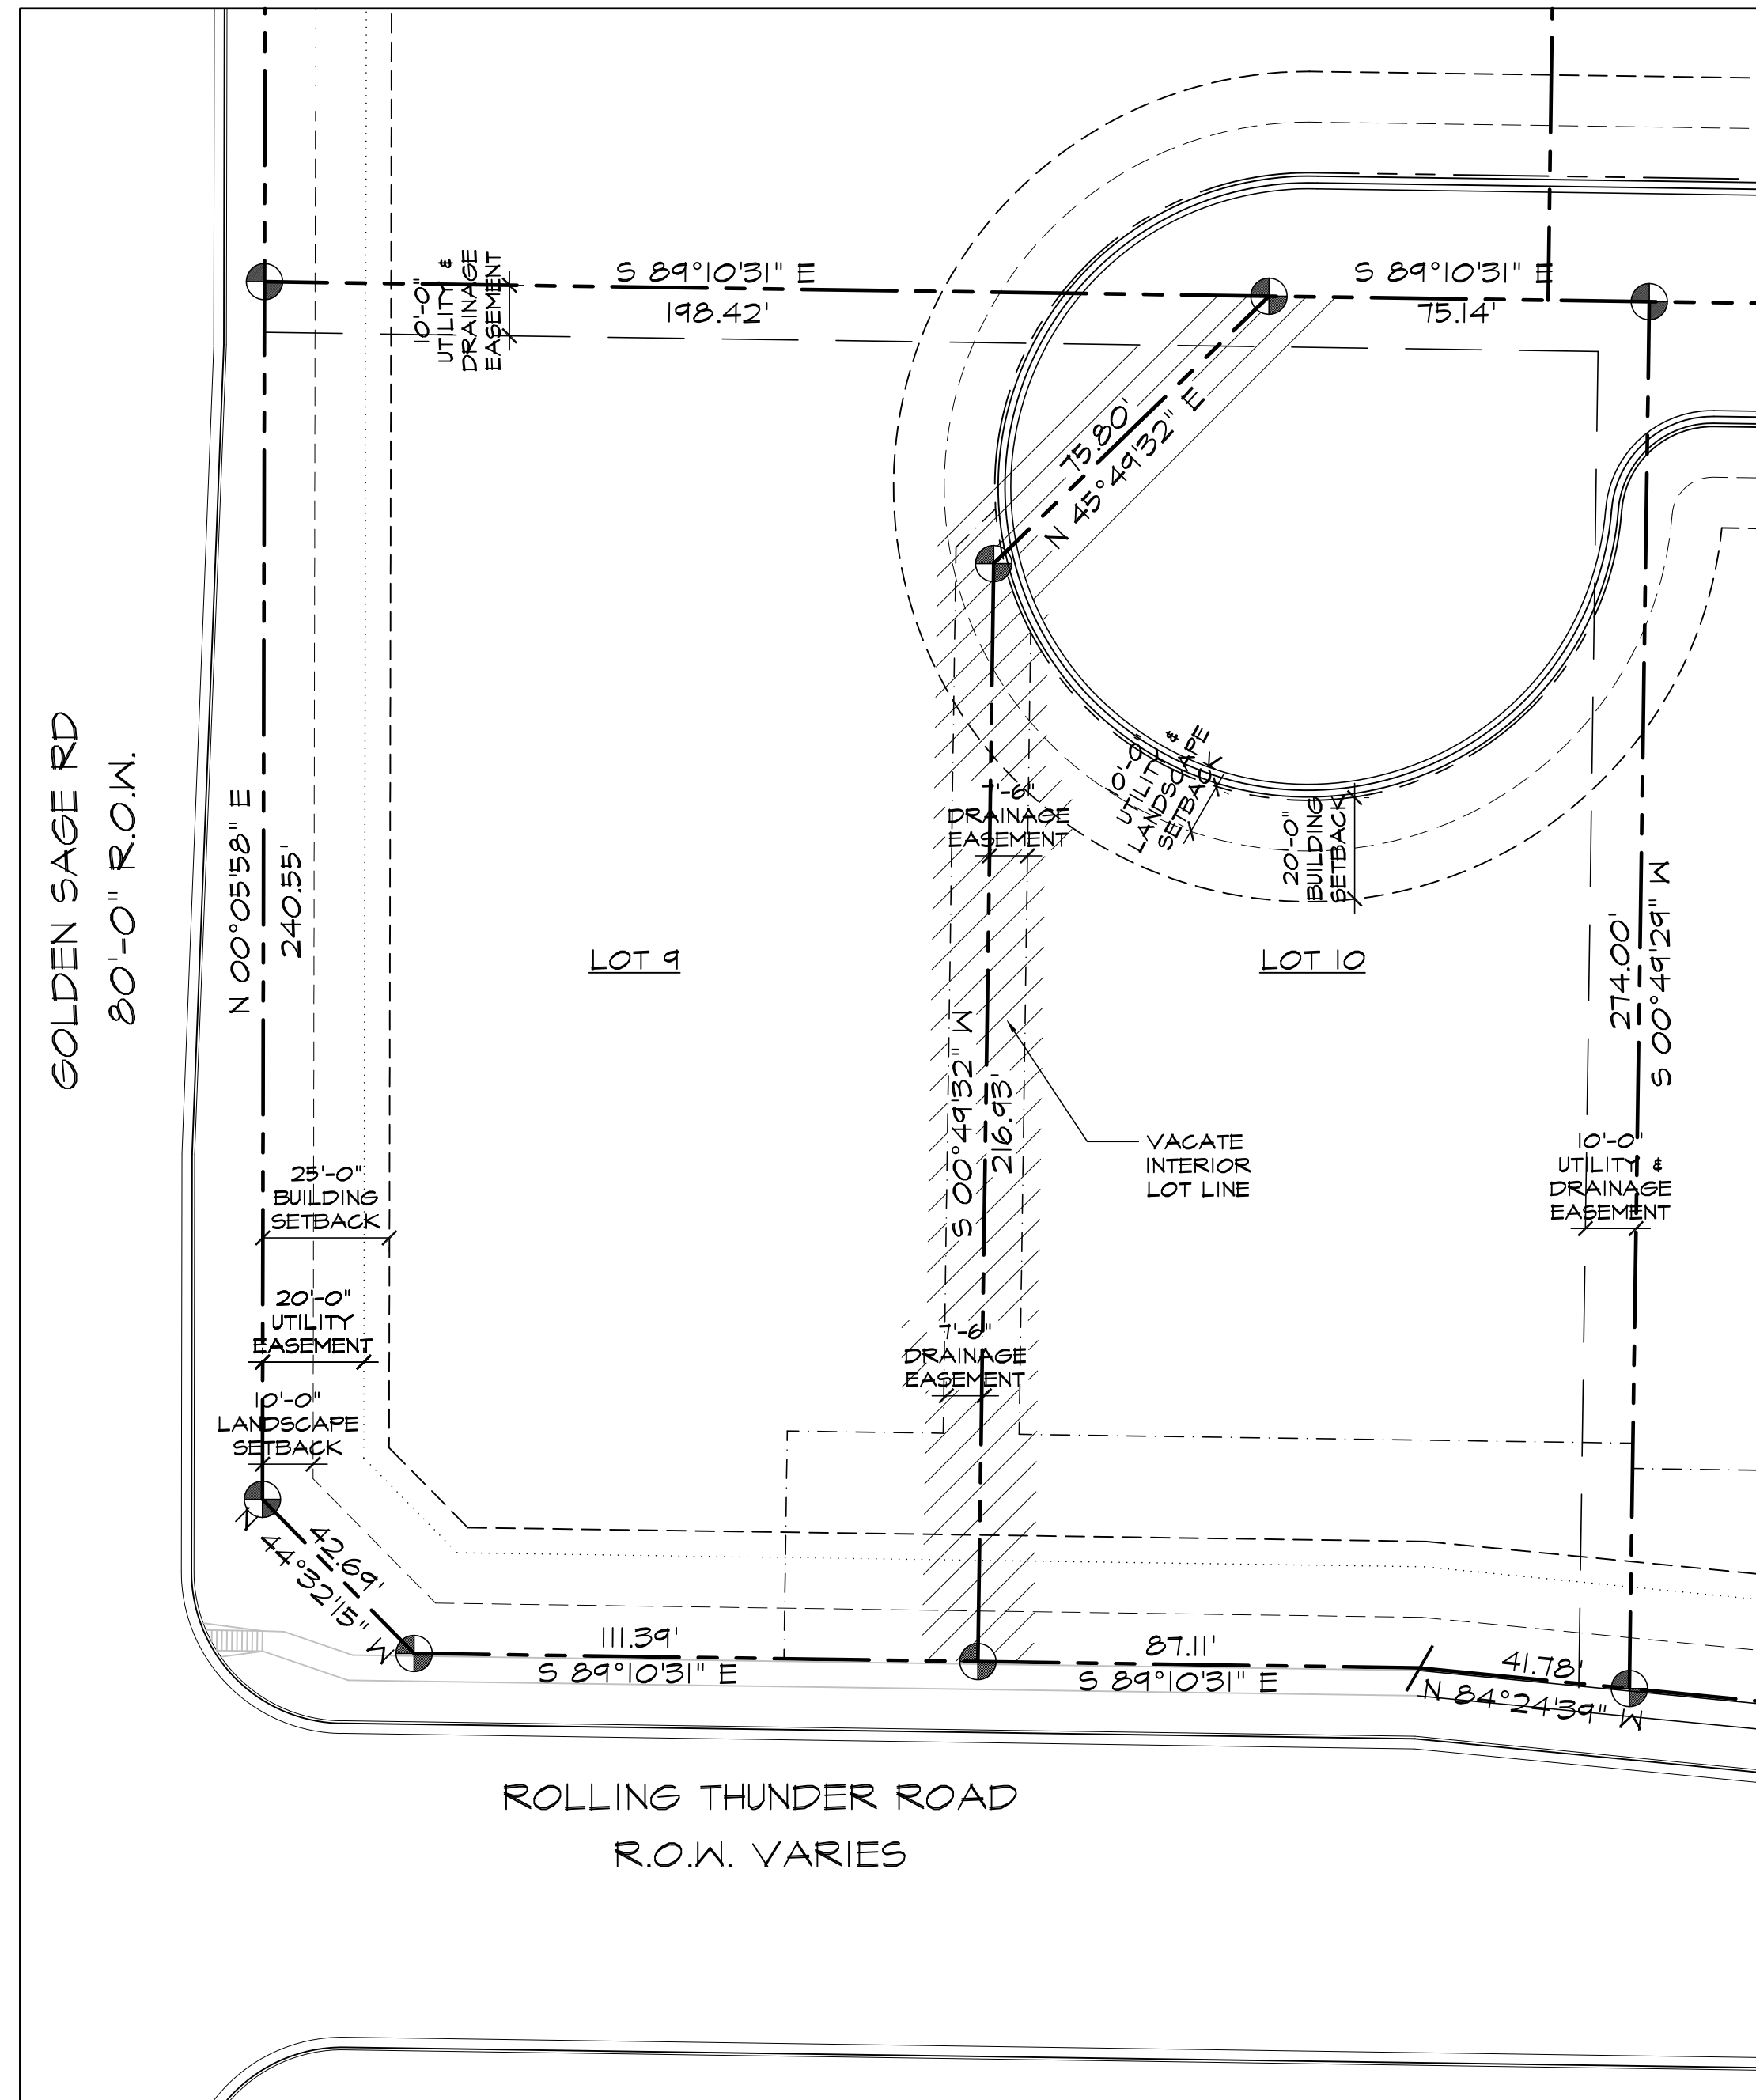 S 89°10'31" E
198.42'
S 89°10'31" E
75.14'
10'-0"
UTILITY &
DRAINAGE
EASEMENT
75.80'
N 45°49'32" E
GOLDEN SAGE RD
80'-0" R.O.W.
N 00°05'58" E
240.55'
7'-6"
DRAINAGE
EASEMENT
0'-0"
UTILITY &
LANDSCAPE
SETBACK
20'-0"
BUILDING
SETBACK
LOT 9
LOT 10
274.00'
S 00°49'29" W
S 00°49'32" W
216.93'
VACATE
INTERIOR
LOT LINE
10'-0"
UTILITY &
DRAINAGE
EASEMENT
25'-0"
BUILDING
SETBACK
20'-0"
UTILITY
EASEMENT
7'-6"
DRAINAGE
EASEMENT
10'-0"
LANDSCAPE
SETBACK
42.69'
N 44°32'15" W
111.39'
S 89°10'31" E
87.11'
S 89°10'31" E
41.78'
N 84°24'39" W
ROLLING THUNDER ROAD
R.O.W. VARIES